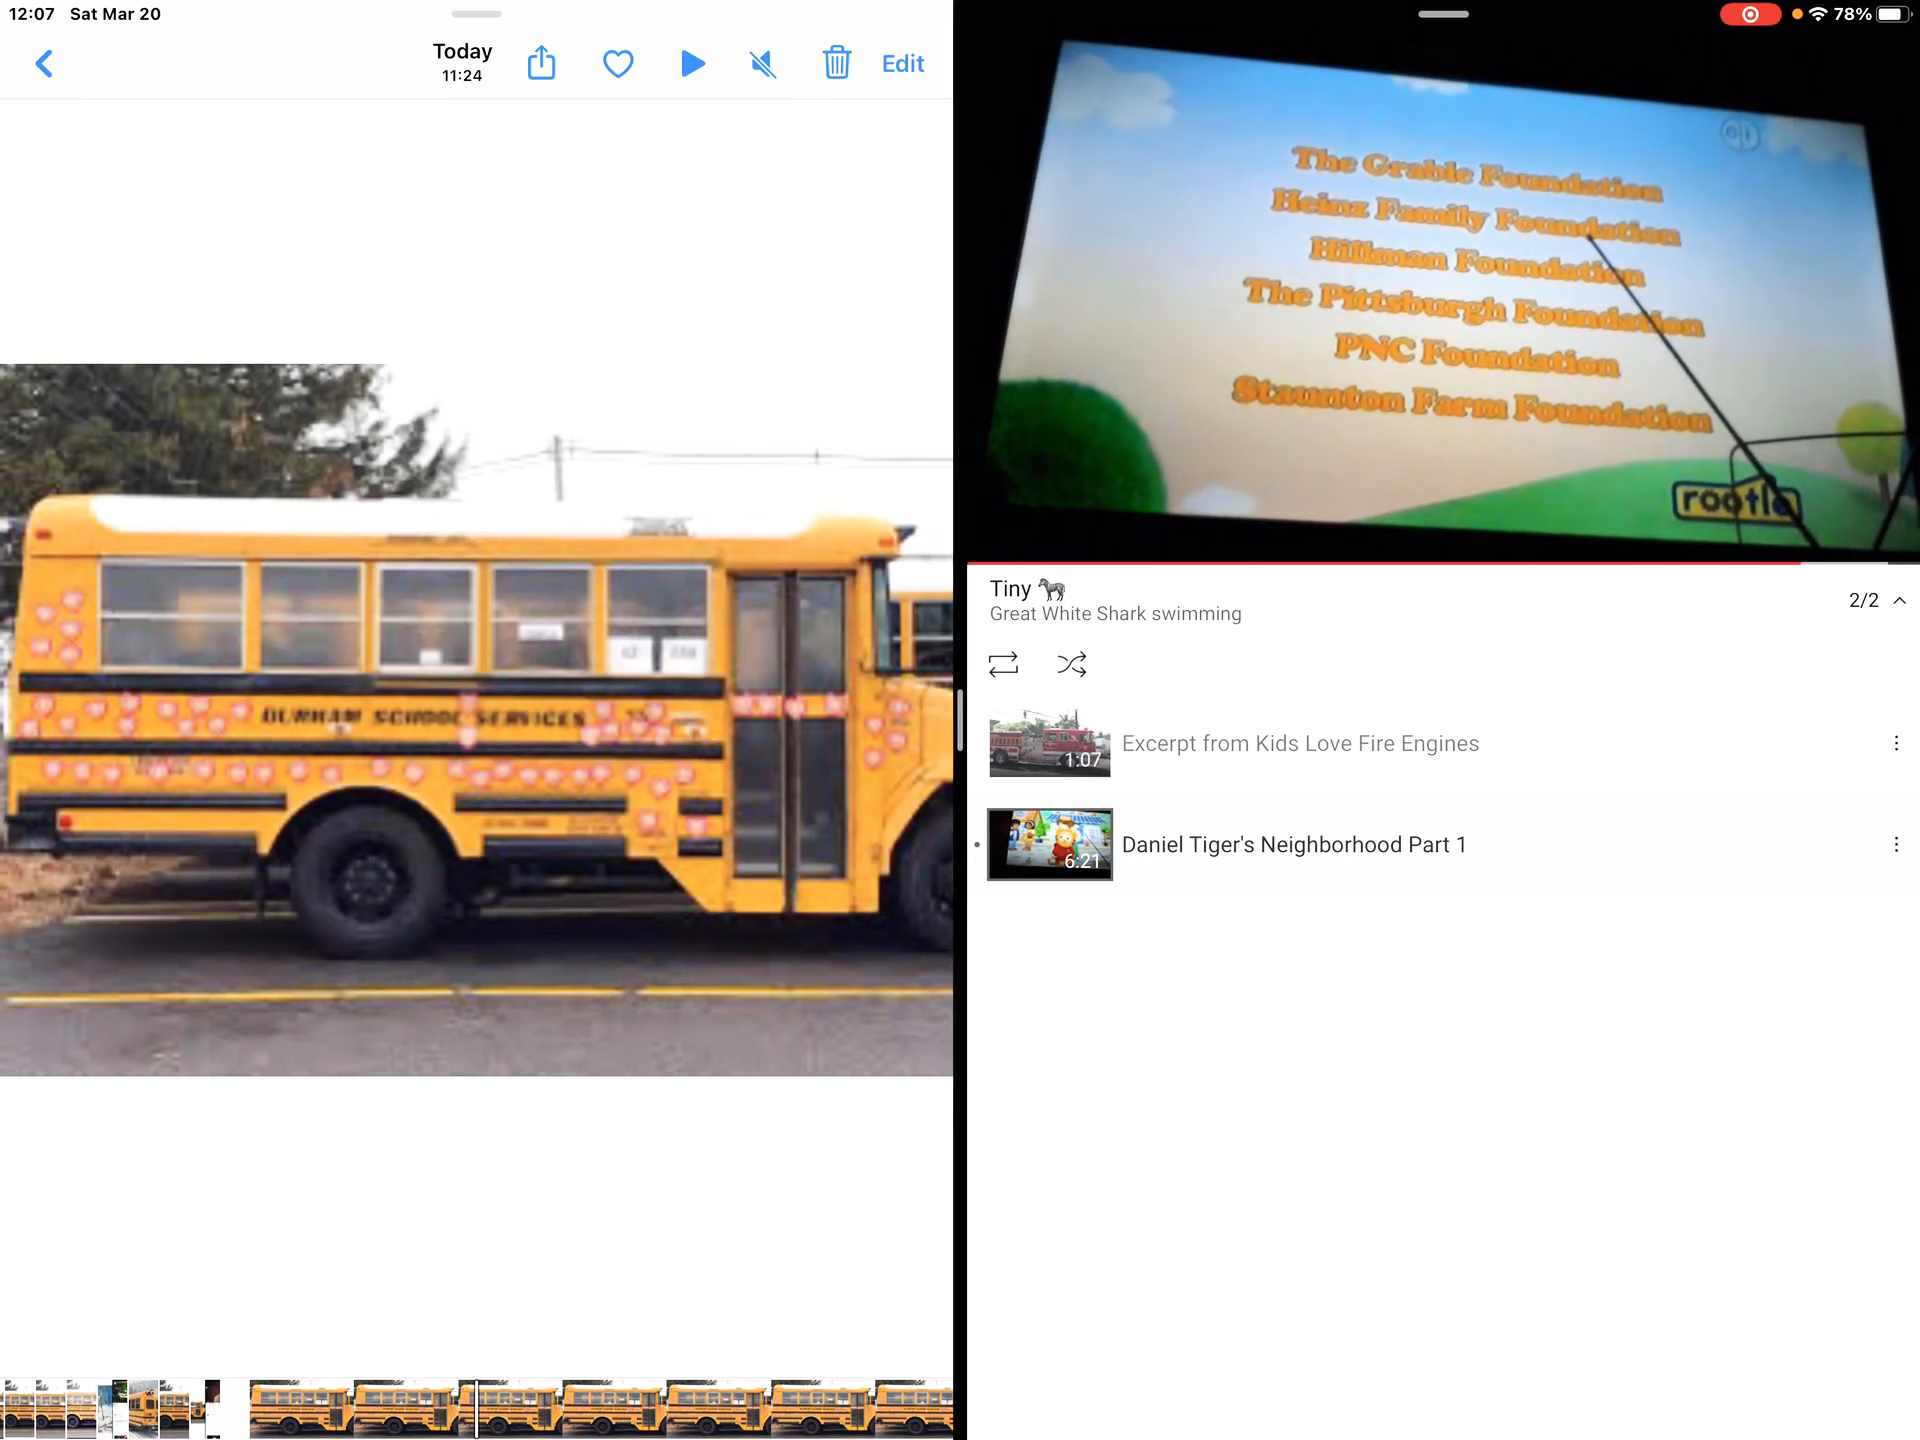 12:07 Sat Mar 20
Today
11:24
Edit
DURHAM SCHOOL SERVICES
78%
The Grable Foundation
Heinz Family Foundation
Hillman Foundation
The Pittsburgh Foundation
PNC Foundation
Staunton Farm Foundation
rootle
Tiny 🦓
Great White Shark swimming
2/2
1:07
Excerpt from Kids Love Fire Engines
6:21
Daniel Tiger's Neighborhood Part 1